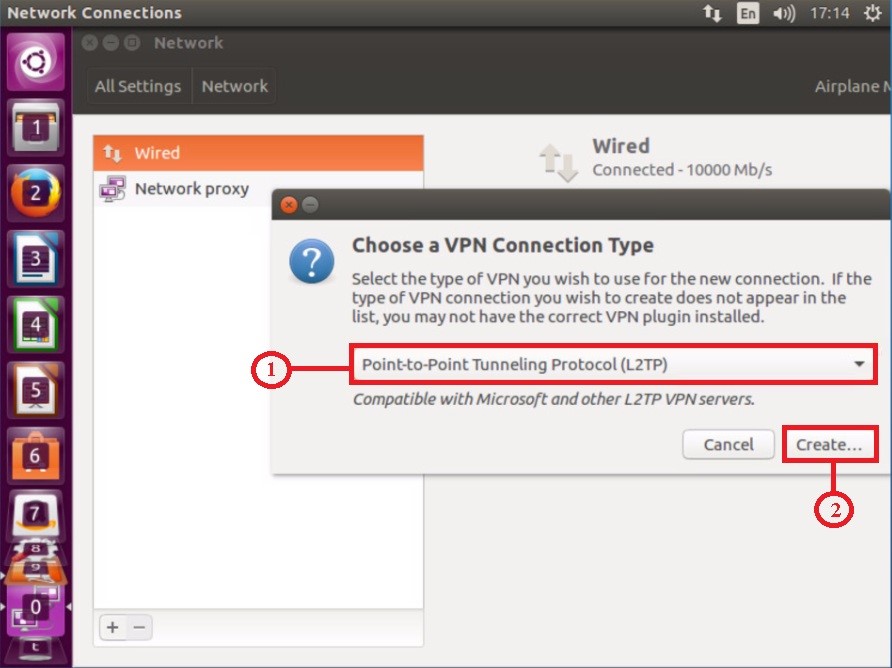 Network Connections
En
17:14
Network
All Settings
Network
Airplane M
1
2
3
4
5
6
7
8
9
0
t
Wired
Network proxy
Wired
Connected - 10000 Mb/s
?
Choose a VPN Connection Type
Select the type of VPN you wish to use for the new connection. If the
type of VPN connection you wish to create does not appear in the
list, you may not have the correct VPN plugin installed.
1
Point-to-Point Tunneling Protocol (L2TP)
Compatible with Microsoft and other L2TP VPN servers.
Cancel
Create...
2
+
−